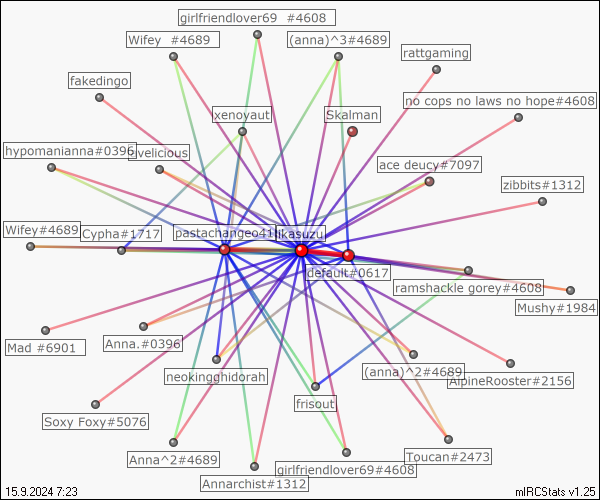 girlfriendlover69 #4608
Wifey #4689
(anna)^3#4689
rattgaming
fakedingo
no cops no laws no hope#4608
xenoyaut
Skalman
hypomanianna#0396
ace deucy#7097
zibbits#1312
Wifey#4689
Cypha#1717
default#0617
ramshackle gorey#4608
Mushy#1984
Mad #6901
Anna.#0396
neokingghidorah
(anna)^2#4689
AlpineRooster#2156
frisout
Soxy Foxy#5076
Toucan#2473
Anna^2#4689
girlfriendlover69#4608
Annarchist#1312
15.9.2024 7:23
mIRCStats v1.25